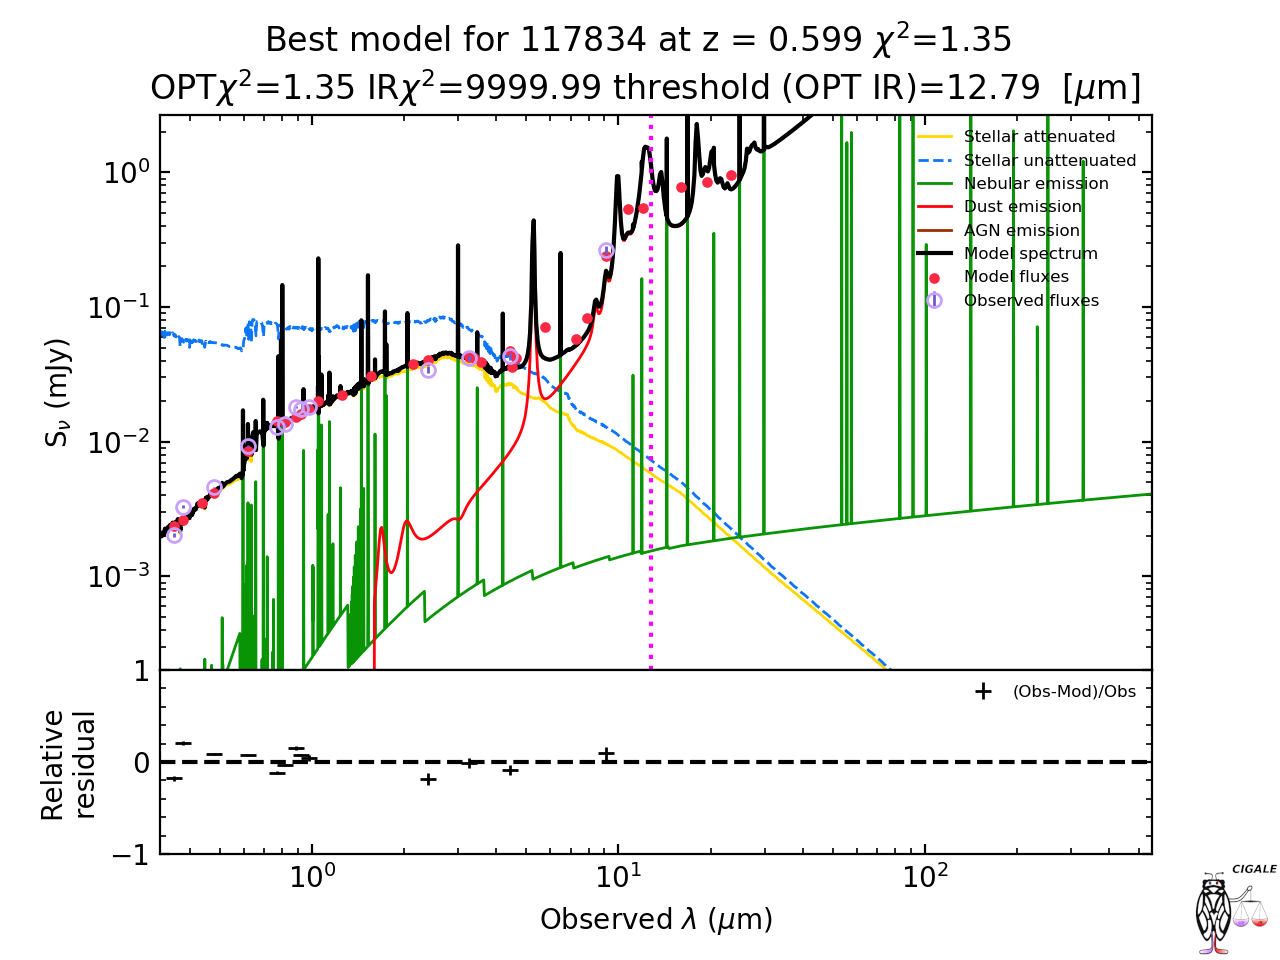 Best model for 117834 at z = 0.599 χ²=1.35
OPTχ²=1.35 IRχ²=9999.99 threshold (OPT IR)=12.79 [μm]
Stellar attenuated
Stellar unattenuated
Nebular emission
Dust emission
AGN emission
Model spectrum
Model fluxes
Observed fluxes
10⁰
10⁻¹
10⁻²
10⁻³
Sν (mJy)
1
0
−1
Relative
residual
(Obs-Mod)/Obs
10⁰ 10¹ 10²
Observed λ (μm)
CIGALE